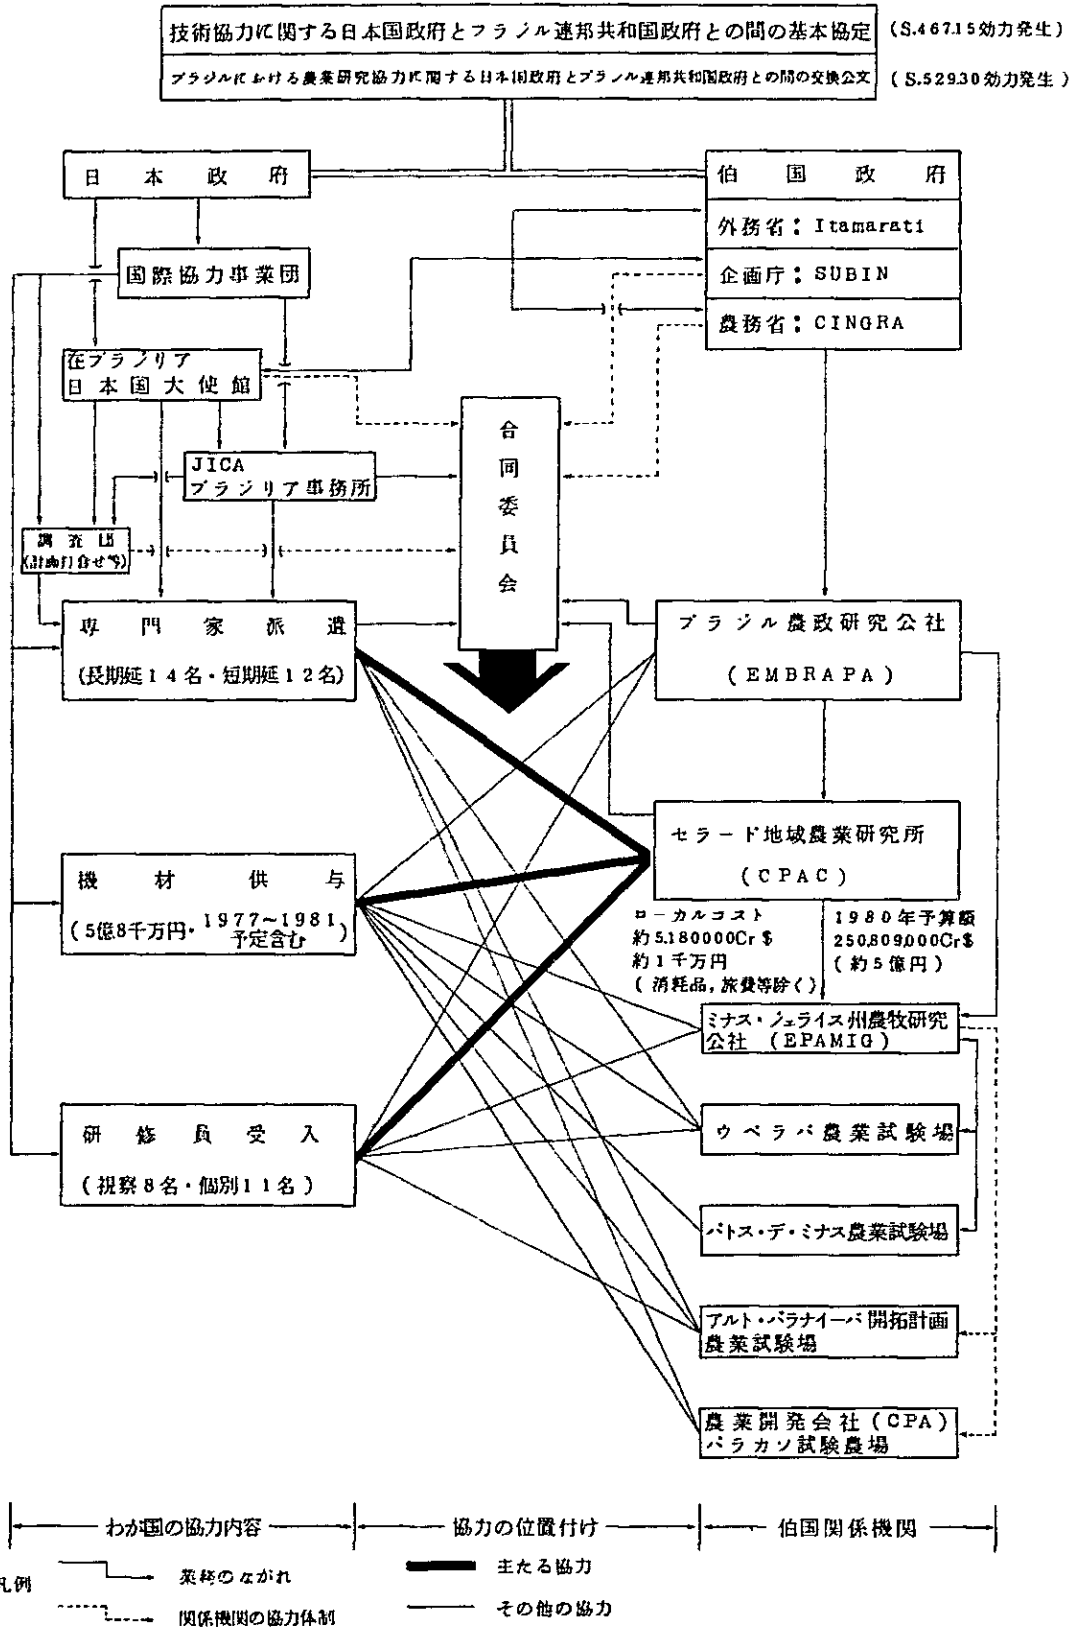 技術協力に関する日本国政府とブラジル連邦共和国政府との間の基本協定
(S.46.7.15効力発生)
ブラジルにおける農業研究協力に関する日本国政府とブラジル連邦共和国政府との間の交換公文
(S.52.9.30効力発生)
日本政府
伯国政府
外務省：Itamarati
国際協力事業団
企画庁：SUBIN
農務省：CINGRA
在ブラジリア
日本国大使館
合同委員会
JICA
ブラジリア事務所
調査団
(計画打合せ等)
専門家派遣
(長期延14名・短期延12名)
ブラジル農政研究公社
(EMBRAPA)
セラード地域農業研究所
(CPAC)
機材供与
(5億8千万円・1977〜1981
予定含む)
ローカルコスト
約5,180000Cr$
約1千万円
(消耗品,旅費等除く)
1980年予算額
250,809,000Cr$
(約5億円)
ミナス・ジェライス州農牧研究
公社 (EPAMIG)
研修員受入
(視察8名・個別11名)
ウベラバ農業試験場
パトス・デ・ミナス農業試験場
アルト・パラナイーバ開拓計画
農業試験場
農業開発会社(CPA)
パラカツ試験農場
わが国の協力内容
協力の位置付け
伯国関係機関
凡例
業務のながれ
主たる協力
関係機関の協力体制
その他の協力